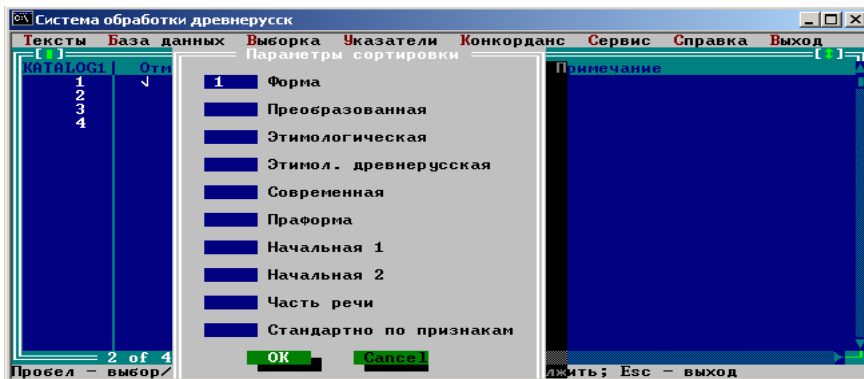 Система обработки древнерусск
Тексты База данных Выборка Указатели Конкорданс Сервис Справка Выход
Параметры сортировки
KATALOG1 Отм Примечание
1 √ 1 Форма
2 Преобразованная
3
4 Этимологическая
Этимол. древнерусская
Современная
Праформа
Начальная 1
Начальная 2
Часть речи
Стандартно по признакам
2 of 4 OK Cancel
Пробел - выбор/ лжить; Esc - выход